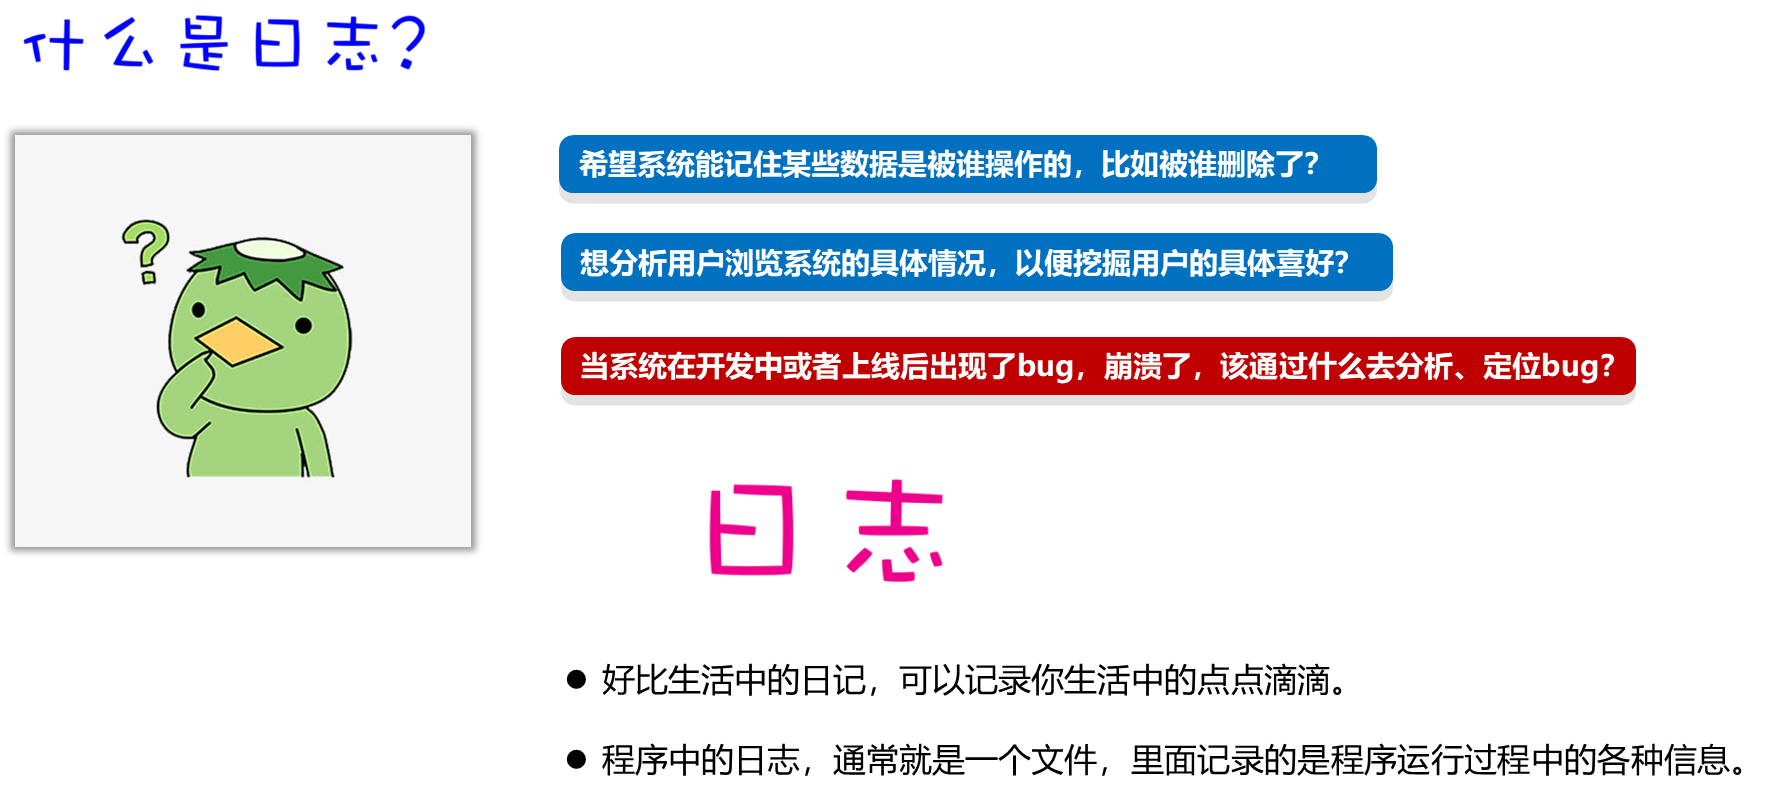 什么是日志?
?
希望系统能记住某些数据是被谁操作的，比如被谁删除了？
想分析用户浏览系统的具体情况，以便挖掘用户的具体喜好？
当系统在开发中或者上线后出现了bug，崩溃了，该通过什么去分析、定位bug？
日志
● 好比生活中的日记，可以记录你生活中的点点滴滴。
● 程序中的日志，通常就是一个文件，里面记录的是程序运行过程中的各种信息。